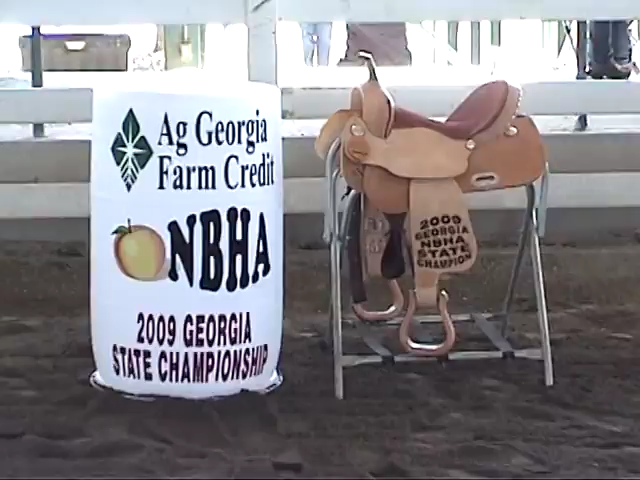 Ag Georgia
Farm Credit
NBHA
2009 GEORGIA
STATE CHAMPIONSHIP
2009
GEORGIA
NBHA
STATE
CHAMPION